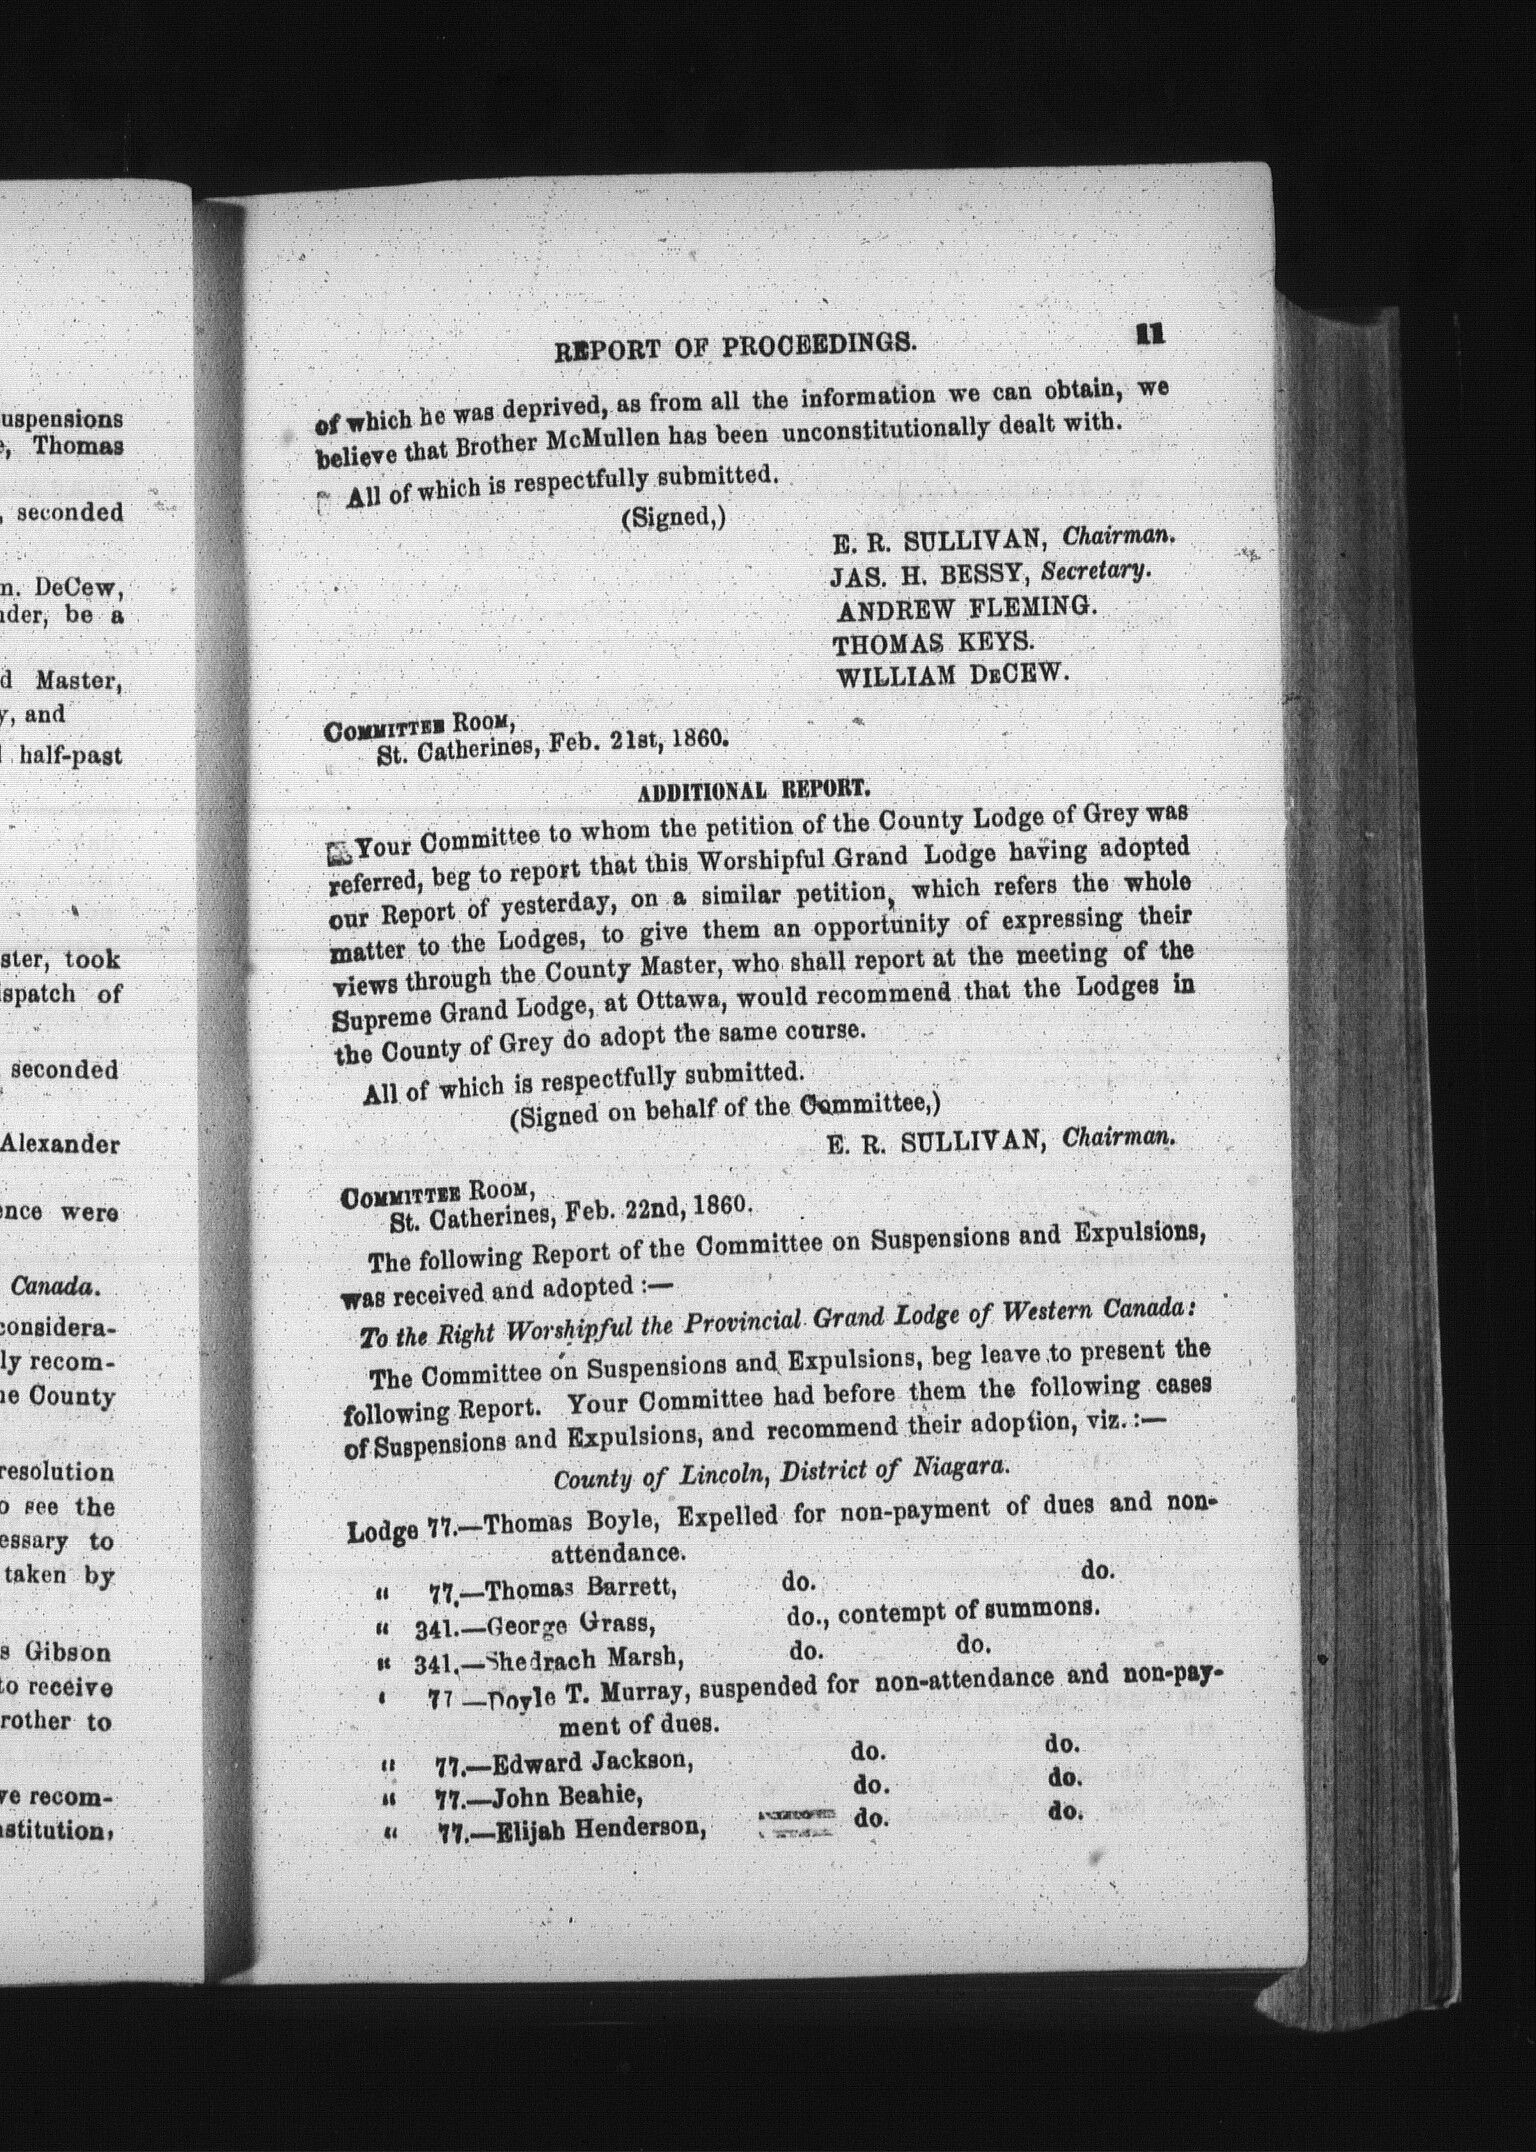 uspensions
Thomas
seconded
n. DeCew,
der, be a
d Master,
y, and
half-past
ster, took
ispatch of
seconded
Alexander
ence were
Canada.
considera-
ly recom-
ne County
resolution
o see the
essary to
taken by
s Gibson
to receive
rother to
ve recom-
stitution,
REPORT OF PROCEEDINGS. 11
of which he was deprived, as from all the information we can obtain, we
believe that Brother McMullen has been unconstitutionally dealt with.
All of which is respectfully submitted.
(Signed,)
E. R. SULLIVAN, Chairman.
JAS. H. BESSY, Secretary.
ANDREW FLEMING.
THOMAS KEYS.
WILLIAM DECEW.
COMMITTEE ROOM,
St. Catherines, Feb. 21st, 1860.
ADDITIONAL REPORT.
Your Committee to whom the petition of the County Lodge of Grey was
referred, beg to report that this Worshipful Grand Lodge having adopted
our Report of yesterday, on a similar petition, which refers the whole
matter to the Lodges, to give them an opportunity of expressing their
views through the County Master, who shall report at the meeting of the
Supreme Grand Lodge, at Ottawa, would recommend that the Lodges in
the County of Grey do adopt the same course.
All of which is respectfully submitted.
(Signed on behalf of the Committee,)
E. R. SULLIVAN, Chairman.
COMMITTEE ROOM,
St. Catherines, Feb. 22nd, 1860.
The following Report of the Committee on Suspensions and Expulsions,
was received and adopted :—
To the Right Worshipful the Provincial Grand Lodge of Western Canada:
The Committee on Suspensions and Expulsions, beg leave to present the
following Report. Your Committee had before them the following cases
of Suspensions and Expulsions, and recommend their adoption, viz. :—
County of Lincoln, District of Niagara.
Lodge 77.—Thomas Boyle, Expelled for non-payment of dues and non-
attendance.
" 77.—Thomas Barrett, do. do.
" 341.—George Grass, do., contempt of summons.
" 341.—Shedrach Marsh, do. do.
' 77—Doyle T. Murray, suspended for non-attendance and non-pay-
ment of dues.
" 77.—Edward Jackson, do. do.
" 77.—John Beahie, do. do.
" 77.—Elijah Henderson, do. do.